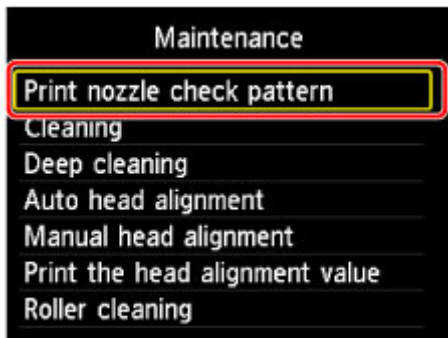 Maintenance
Print nozzle check pattern
Cleaning
Deep cleaning
Auto head alignment
Manual head alignment
Print the head alignment value
Roller cleaning